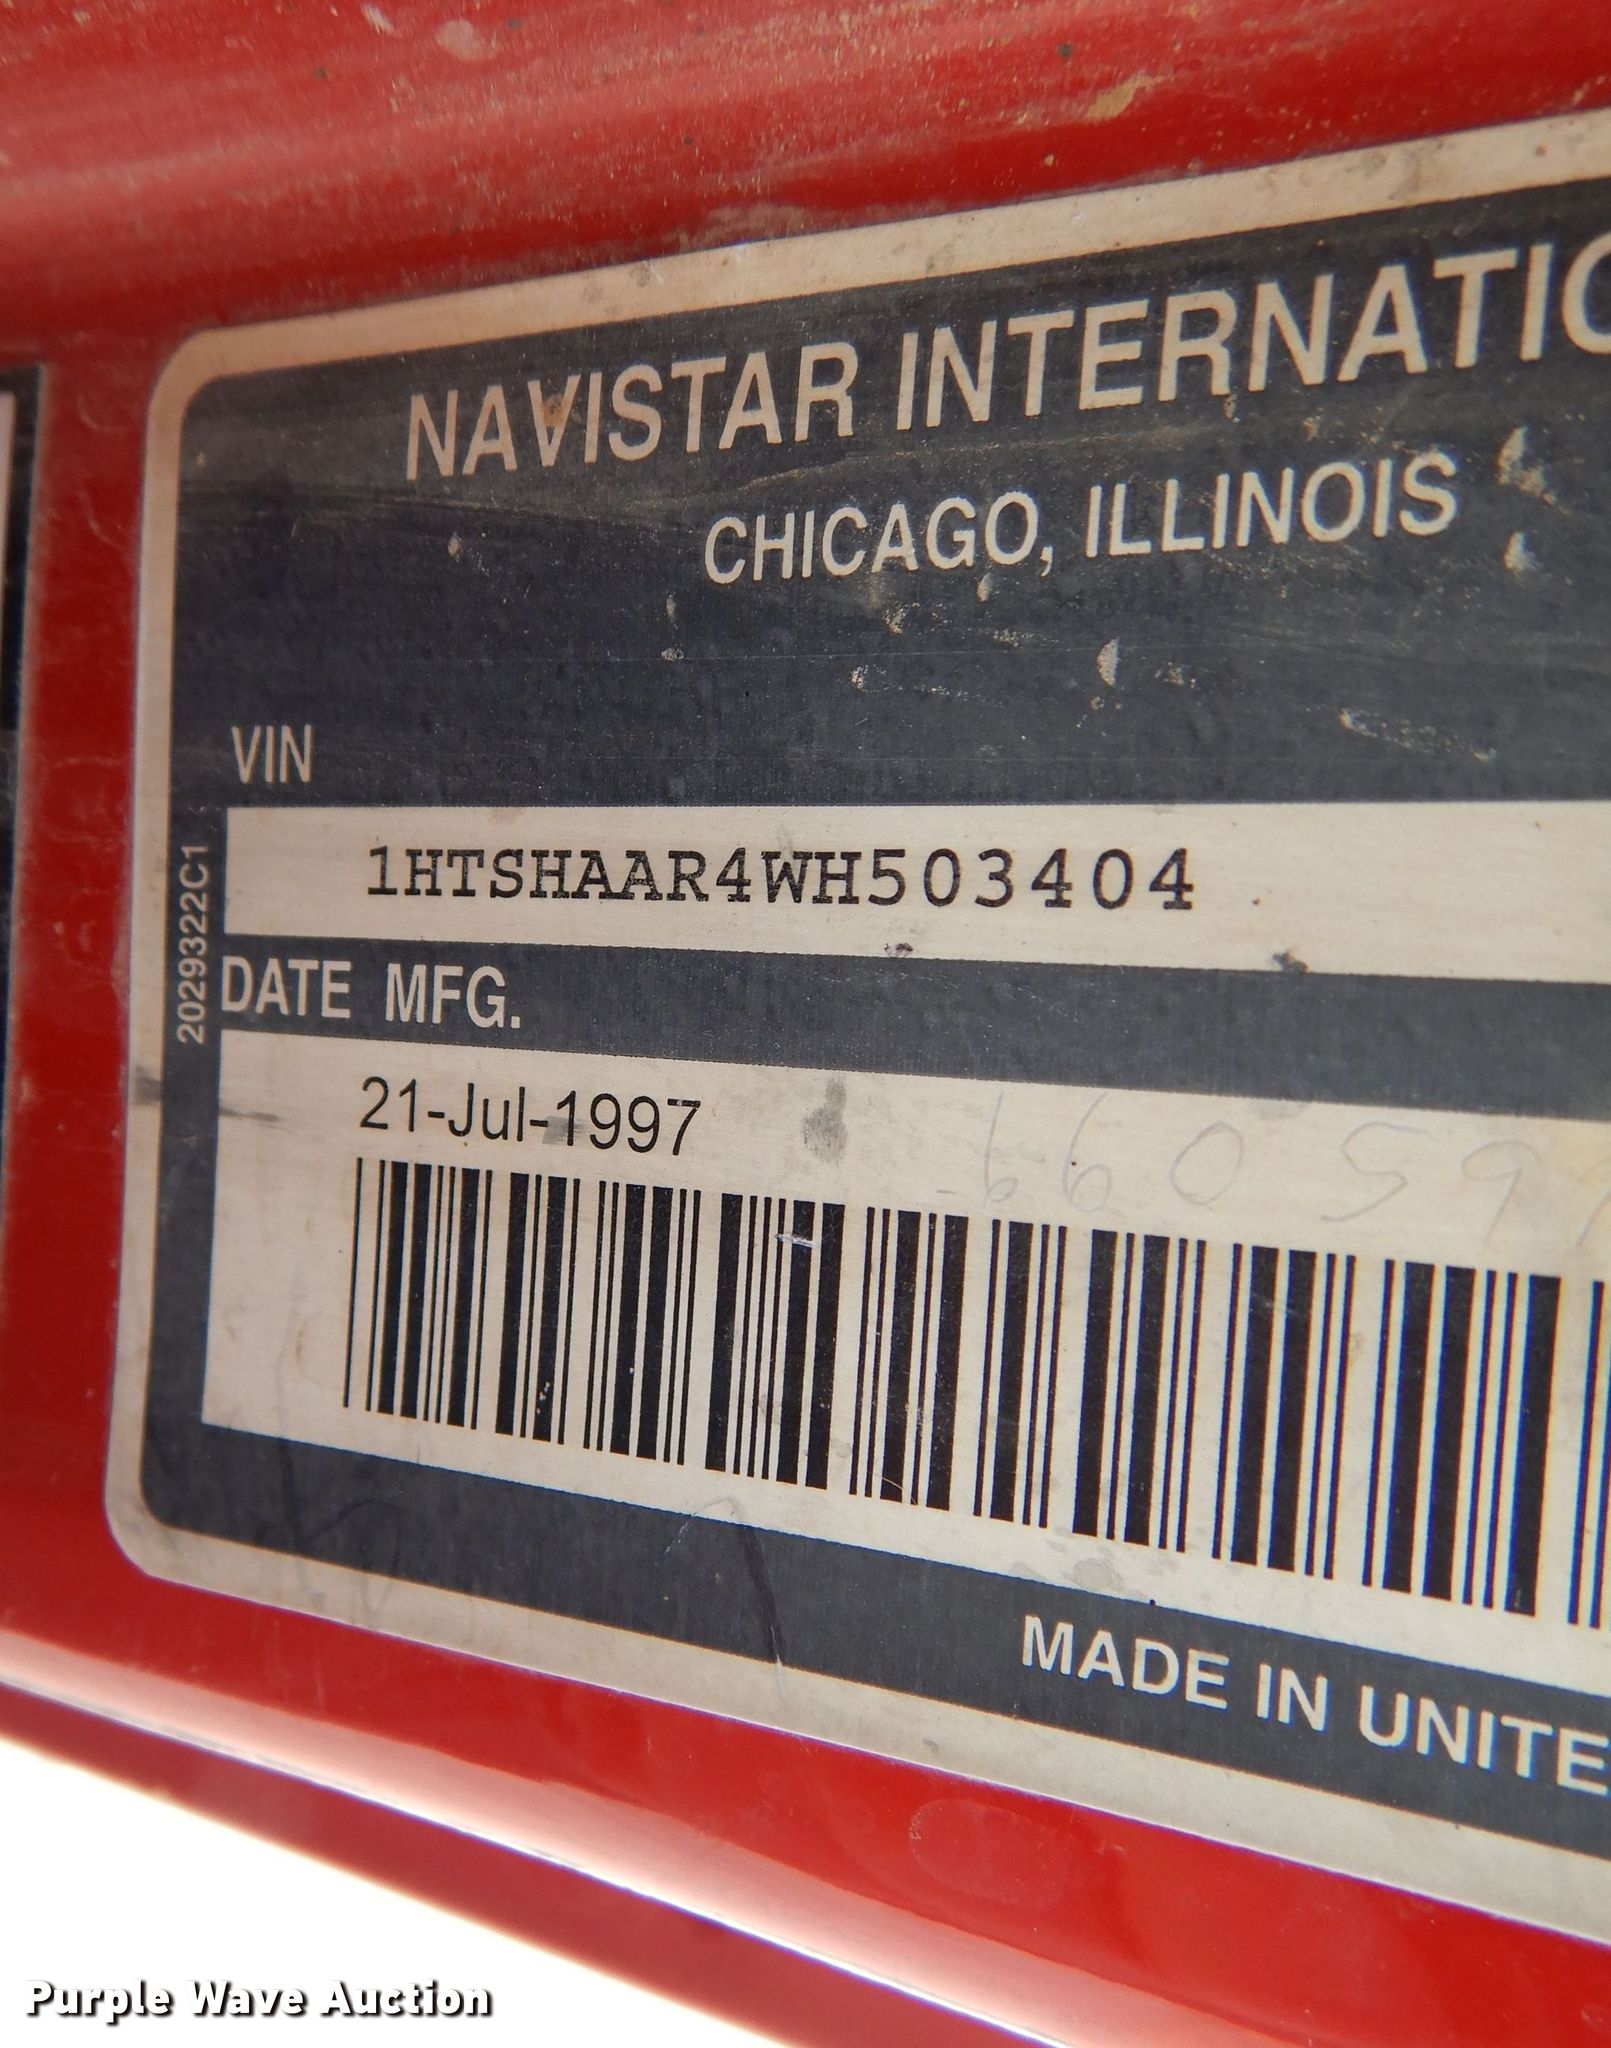 NAVISTAR INTERNATIO
CHICAGO, ILLINOIS
VIN
1HTSHAAR4WH503404
2029322C1
DATE MFG.
21-Jul-1997
MADE IN UNITE
Purple Wave Auction